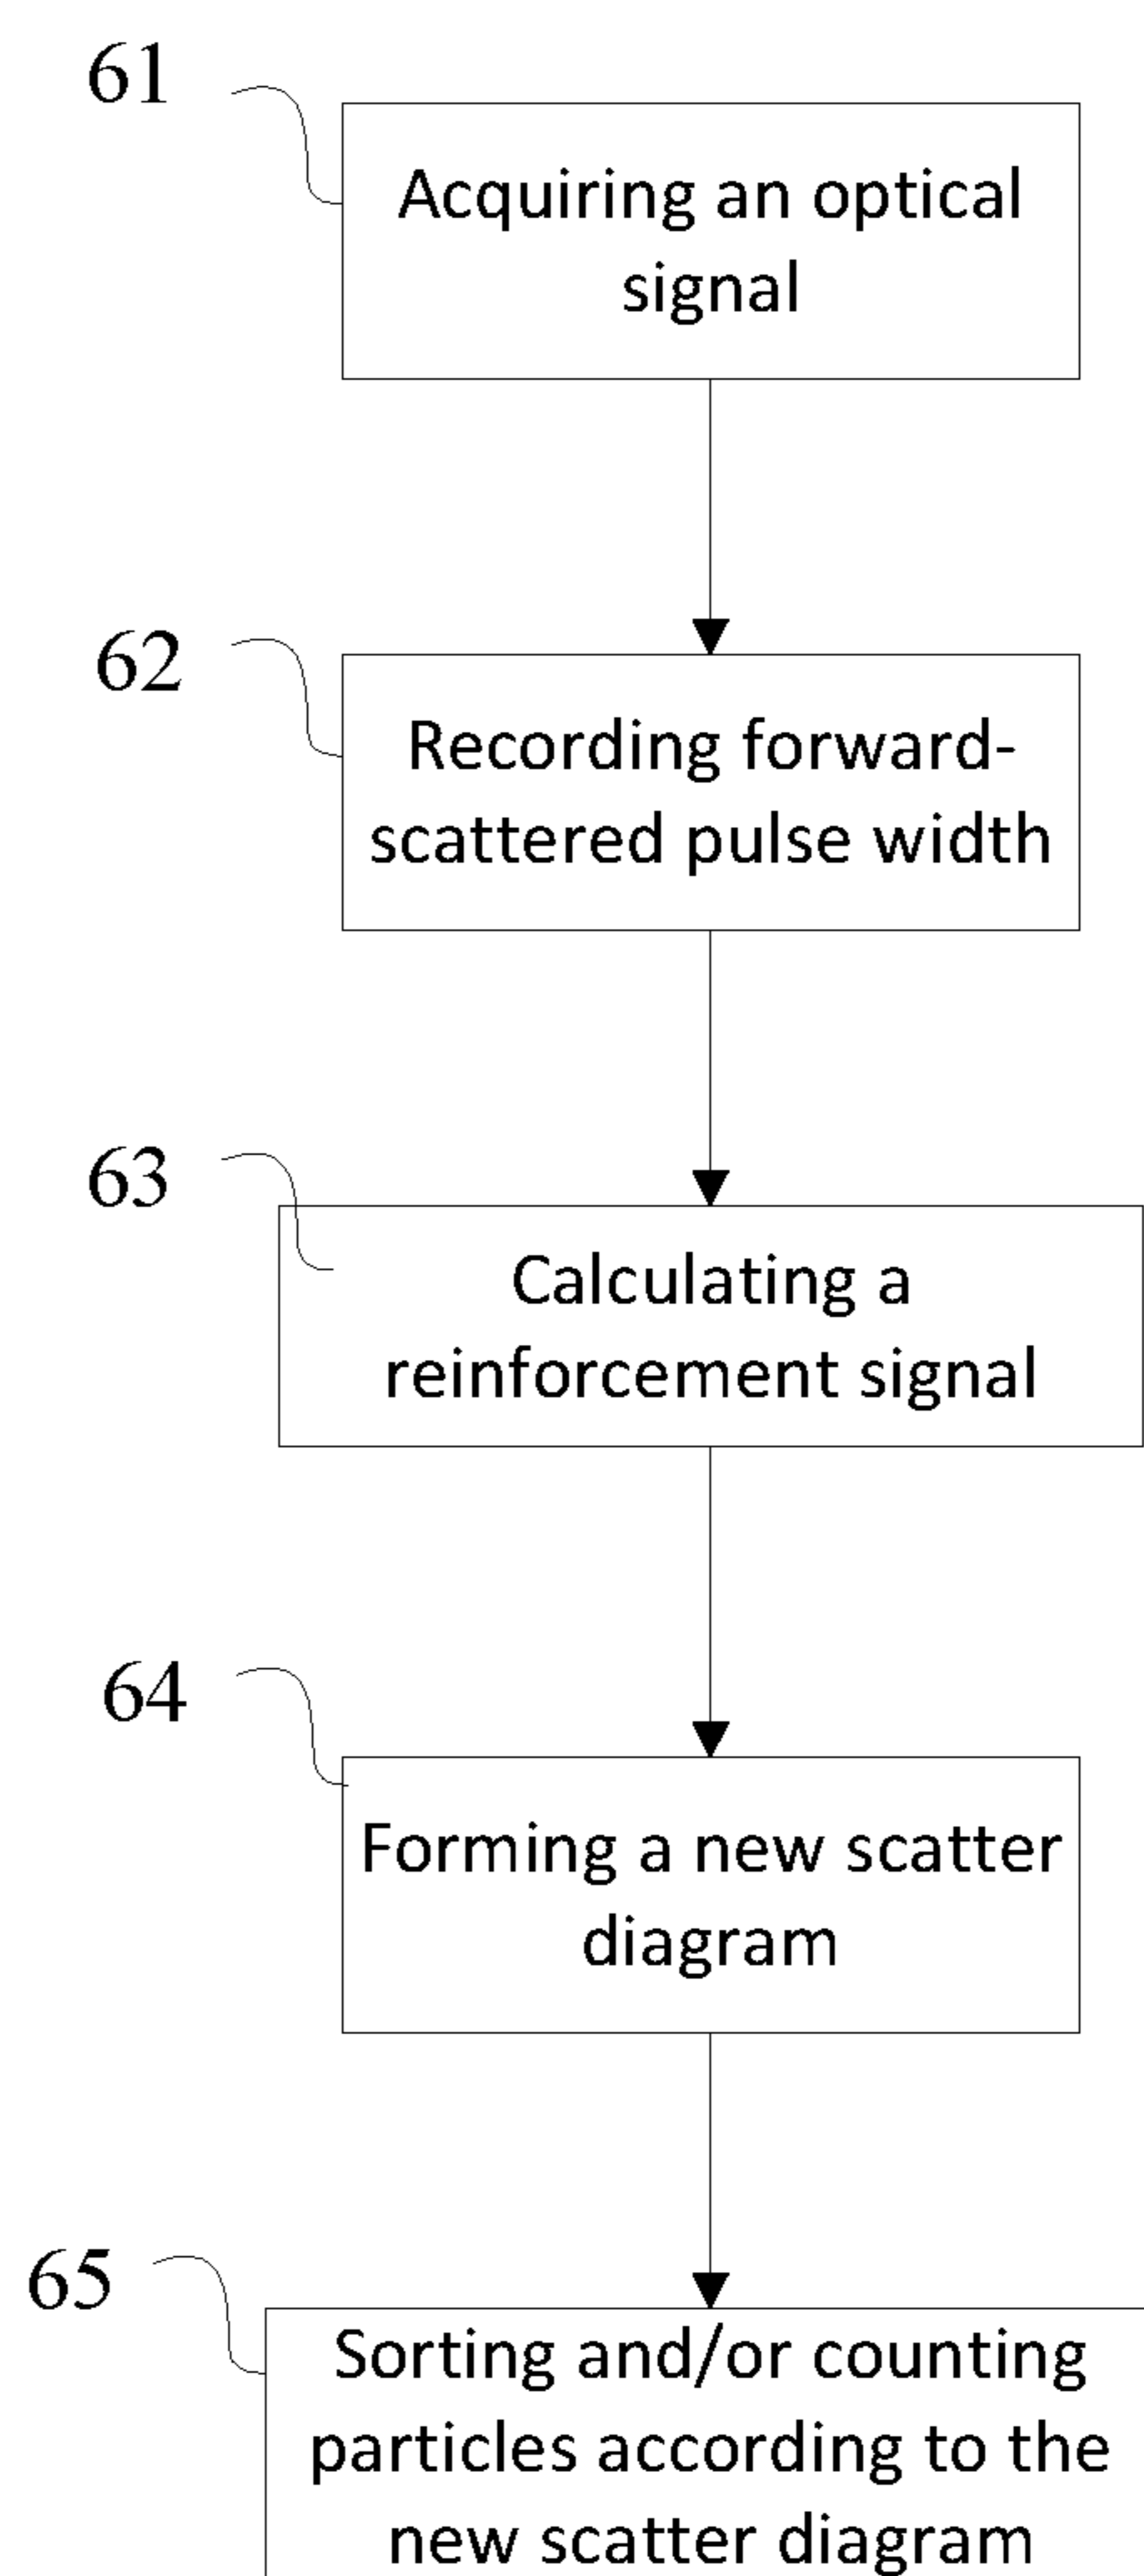 61
Acquiring an optical
signal
62
Recording forward-
scattered pulse width
63
Calculating a
reinforcement signal
64
Forming a new scatter
diagram
65
Sorting and/or counting
particles according to the
new scatter diagram